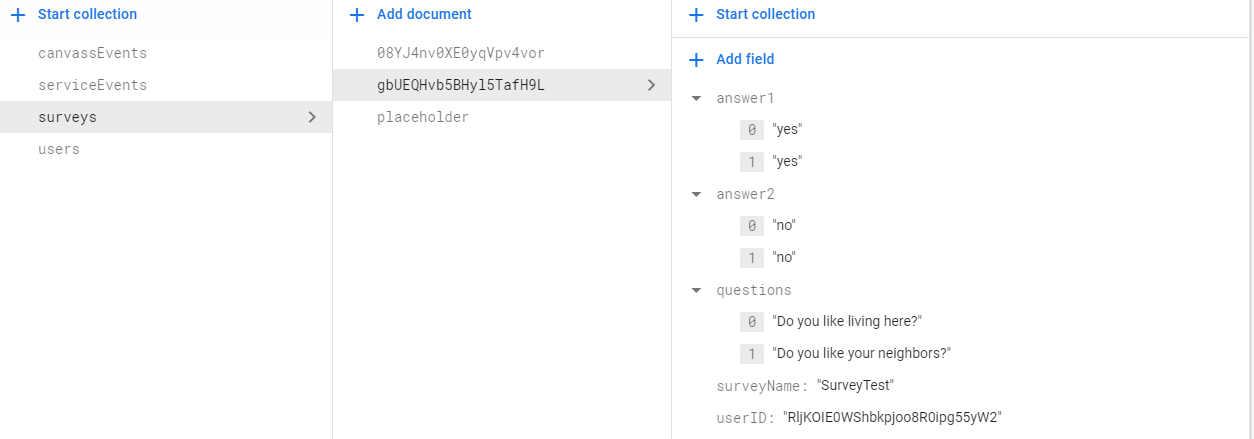 Start collection
canvassEvents
serviceEvents
surveys
users
Add document
08YJ4nv0XE0yqVpv4vor
gbUEQHvb5BHyl5TafH9L
placeholder
Start collection
Add field
answer1
0 "yes"
1 "yes"
answer2
0 "no"
1 "no"
questions
0 "Do you like living here?"
1 "Do you like your neighbors?"
surveyName: "SurveyTest"
userID: "RljKOIE0WShbkpjoo8R0ipg55yW2"